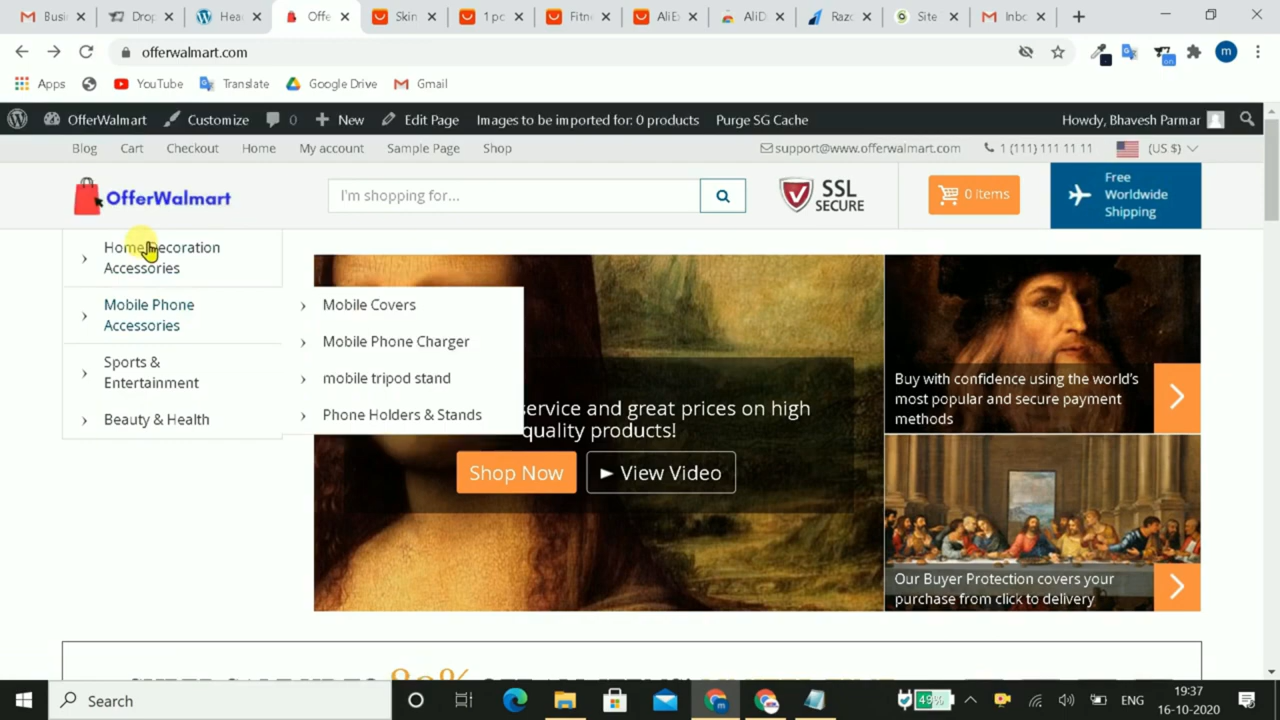 Busi
Drop
Hea
Offe
Skin
1 pc
Fitn
AliE
AliD
Razo
Site
Inbo
offerwalmart.com
m
on
Apps
YouTube
Translate
Google Drive
Gmail
OfferWalmart
Customize
0
New
Edit Page
Images to be imported for: 0 products
Purge SG Cache
Howdy, Bhavesh Parmar
Blog
Cart
Checkout
Home
My account
Sample Page
Shop
support@www.offerwalmart.com
1 (111) 111 11 11
(US $)
OfferWalmart
I'm shopping for...
SSL
SECURE
0 items
Free
Worldwide
Shipping
Home Decoration
Accessories
Mobile Phone
Accessories
Sports &
Entertainment
Beauty & Health
Mobile Covers
Mobile Phone Charger
mobile tripod stand
Phone Holders & Stands
service and great prices on high
quality products!
Shop Now
View Video
Buy with confidence using the world's
most popular and secure payment
methods
Our Buyer Protection covers your
purchase from click to delivery
Search
49%
ENG
19:37
16-10-2020